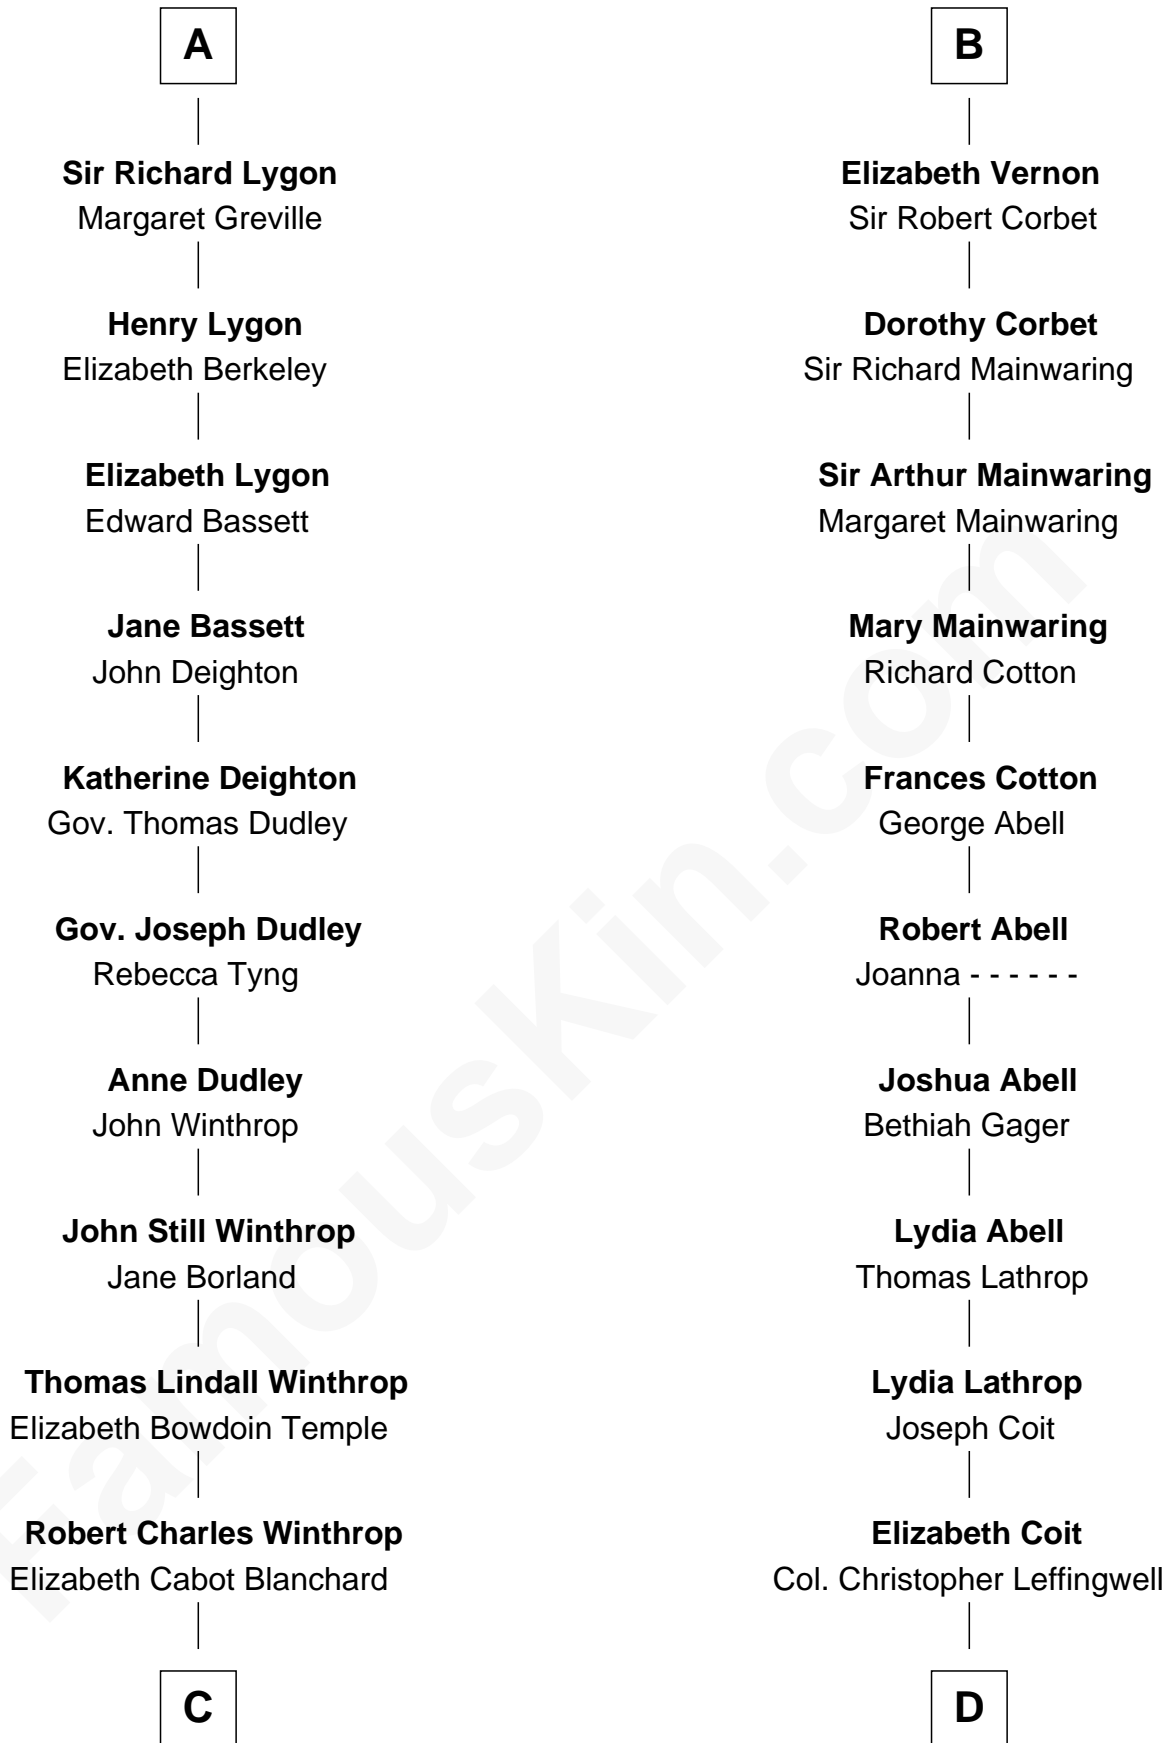 A
Sir Richard Lygon
Margaret Greville
Henry Lygon
Elizabeth Berkeley
Elizabeth Lygon
Edward Bassett
Jane Bassett
John Deighton
Katherine Deighton
Gov. Thomas Dudley
Gov. Joseph Dudley
Rebecca Tyng
Anne Dudley
John Winthrop
John Still Winthrop
Jane Borland
Thomas Lindall Winthrop
Elizabeth Bowdoin Temple
Robert Charles Winthrop
Elizabeth Cabot Blanchard
C
B
Elizabeth Vernon
Sir Robert Corbet
Dorothy Corbet
Sir Richard Mainwaring
Sir Arthur Mainwaring
Margaret Mainwaring
Mary Mainwaring
Richard Cotton
Frances Cotton
George Abell
Robert Abell
Joanna - - - - - -
Joshua Abell
Bethiah Gager
Lydia Abell
Thomas Lathrop
Lydia Lathrop
Joseph Coit
Elizabeth Coit
Col. Christopher Leffingwell
D
FamousKin.com